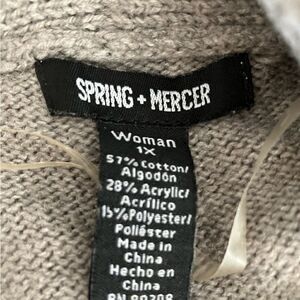 SPRING + MERCER
Woman
1X
57% Cotton/
Algodón
28% Acrylic/
Acrílico
15% Polyester/
Poliéster
Made in
China
Hecho en
China
RN